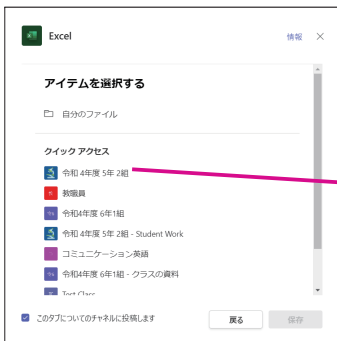 Excel
情報
アイテムを選択する
自分のファイル
クイック アクセス
令和 4年度 5年 2組
教職員
令和4年度 6年1組
令和 4年度 5年 2組 - Student Work
コミュニケーション英語
令和4年度 6年1組 - クラスの資料
Test Class
このタブについてのチャネルに投稿します
戻る
保存